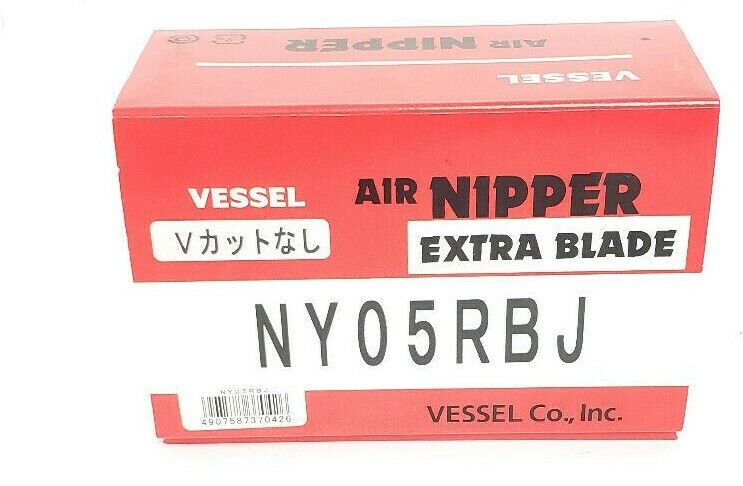 AIR NIPPER
VESSEL
VESSEL
AIR NIPPER
Vカットなし
EXTRA BLADE
NY05RBJ
NY05RBJ
4907587370426
VESSEL Co., Inc.